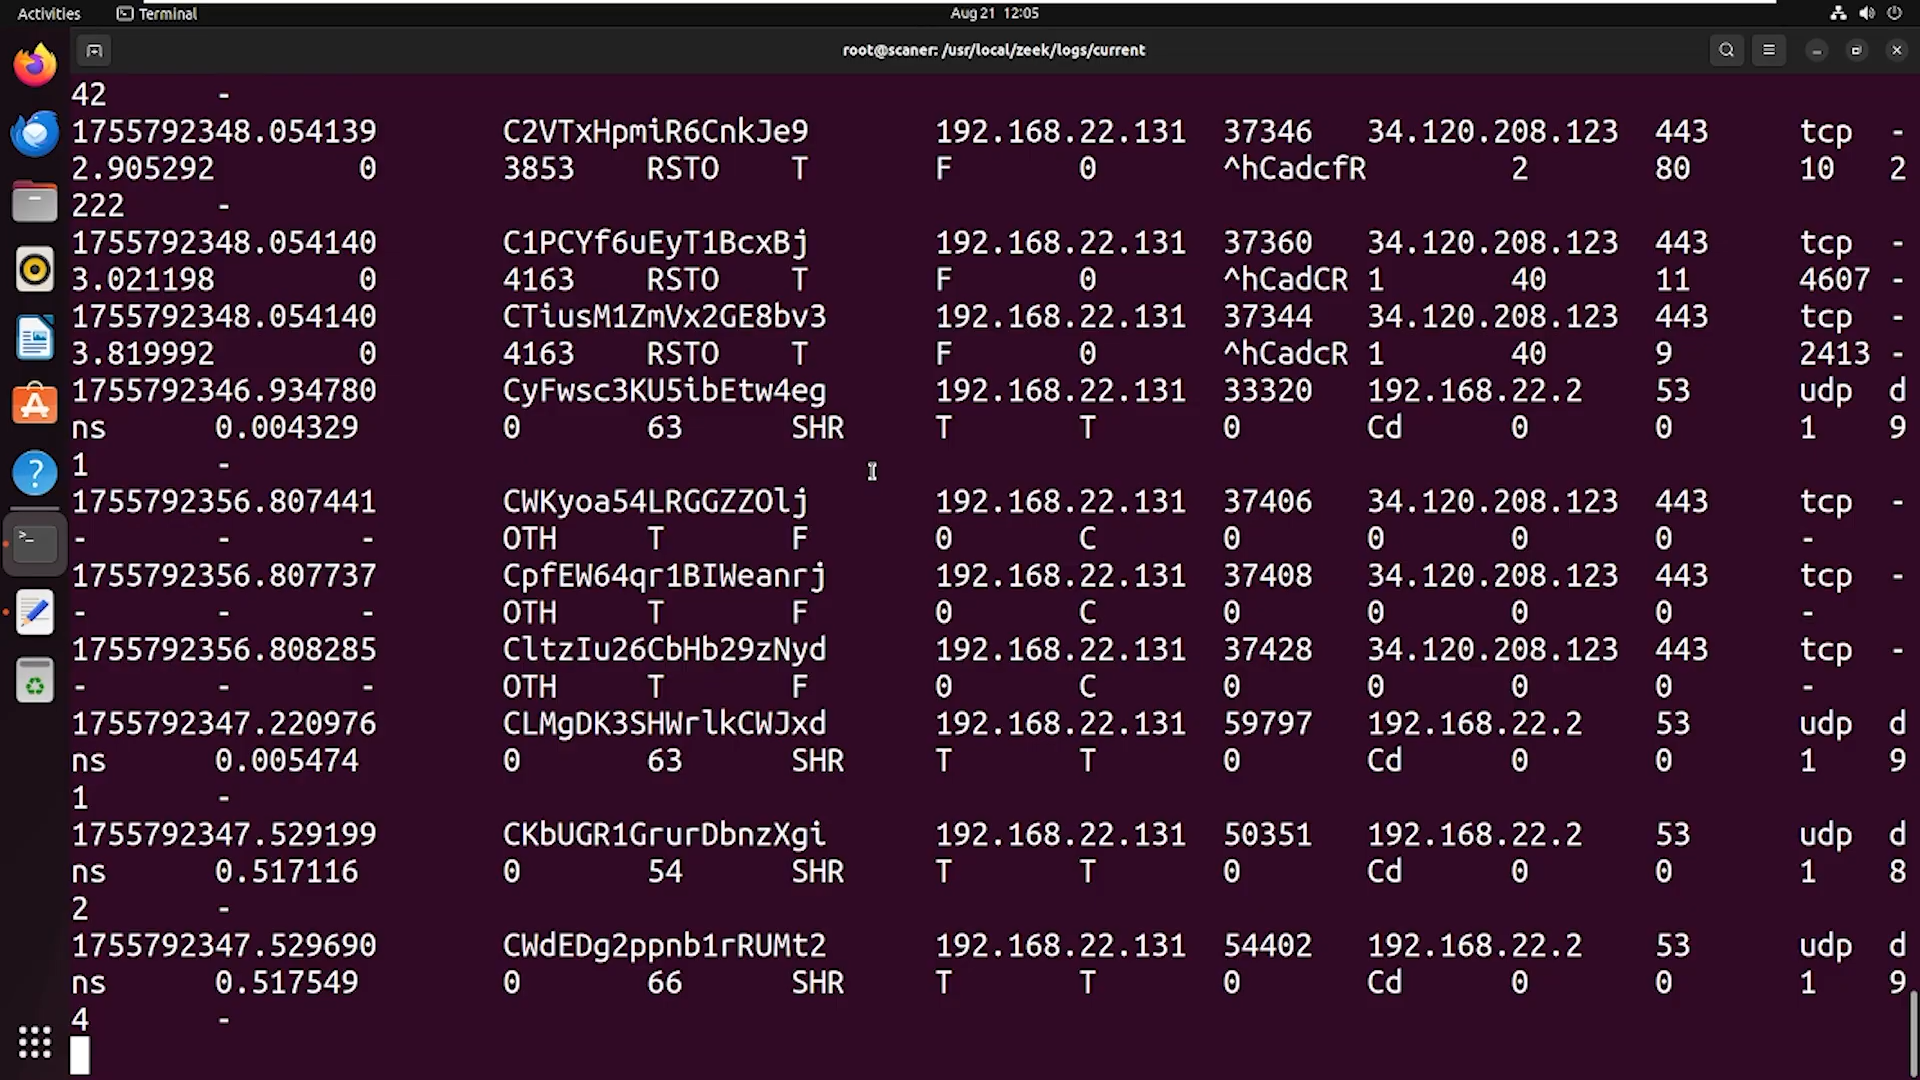 Activities Terminal Aug 21 12:05
root@scaner: /usr/local/zeek/logs/current
42 -
1755792348.054139 C2VTxHpmiR6CnkJe9 192.168.22.131 37346 34.120.208.123 443 tcp -
2.905292 0 3853 RSTO T F 0 ^hCadcfR 2 80 10 2
222 -
1755792348.054140 C1PCYf6uEyT1BcxBj 192.168.22.131 37360 34.120.208.123 443 tcp -
3.021198 0 4163 RSTO T F 0 ^hCadCR 1 40 11 4607 -
1755792348.054140 CTiusM1ZmVx2GE8bv3 192.168.22.131 37344 34.120.208.123 443 tcp -
3.819992 0 4163 RSTO T F 0 ^hCadcR 1 40 9 2413 -
1755792346.934780 CyFwsc3KU5ibEtw4eg 192.168.22.131 33320 192.168.22.2 53 udp d
ns 0.004329 0 63 SHR T T 0 Cd 0 0 1 9
1 -
1755792356.807441 CWKyoa54LRGGZZOlj 192.168.22.131 37406 34.120.208.123 443 tcp -
- - - OTH T F 0 C 0 0 0 0 -
1755792356.807737 CpfEW64qr1BIWeanrj 192.168.22.131 37408 34.120.208.123 443 tcp -
- - - OTH T F 0 C 0 0 0 0 -
1755792356.808285 CltzIu26CbHb29zNyd 192.168.22.131 37428 34.120.208.123 443 tcp -
- - - OTH T F 0 C 0 0 0 0 -
1755792347.220976 CLMgDK3SHWrlkCWJxd 192.168.22.131 59797 192.168.22.2 53 udp d
ns 0.005474 0 63 SHR T T 0 Cd 0 0 1 9
1 -
1755792347.529199 CKbUGR1GrurDbnzXgi 192.168.22.131 50351 192.168.22.2 53 udp d
ns 0.517116 0 54 SHR T T 0 Cd 0 0 1 8
2 -
1755792347.529690 CWdEDg2ppnb1rRUMt2 192.168.22.131 54402 192.168.22.2 53 udp d
ns 0.517549 0 66 SHR T T 0 Cd 0 0 1 9
4 -